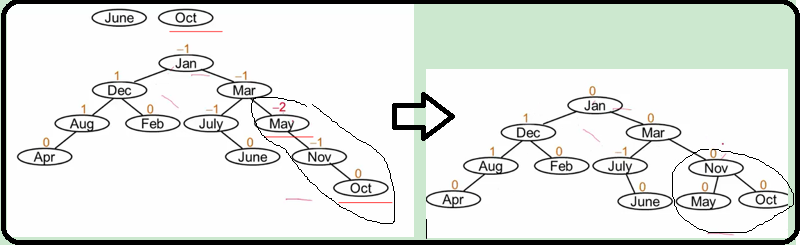 June Oct
−1
Jan
1 −1
Dec Mar
1 0 −1 −2
Aug Feb July May
0 0 −1
Apr June Nov
0
Oct
0
Jan
1 0
Dec Mar
1 0 −1 0
Aug Feb July Nov
0 0 0 0
Apr June May Oct